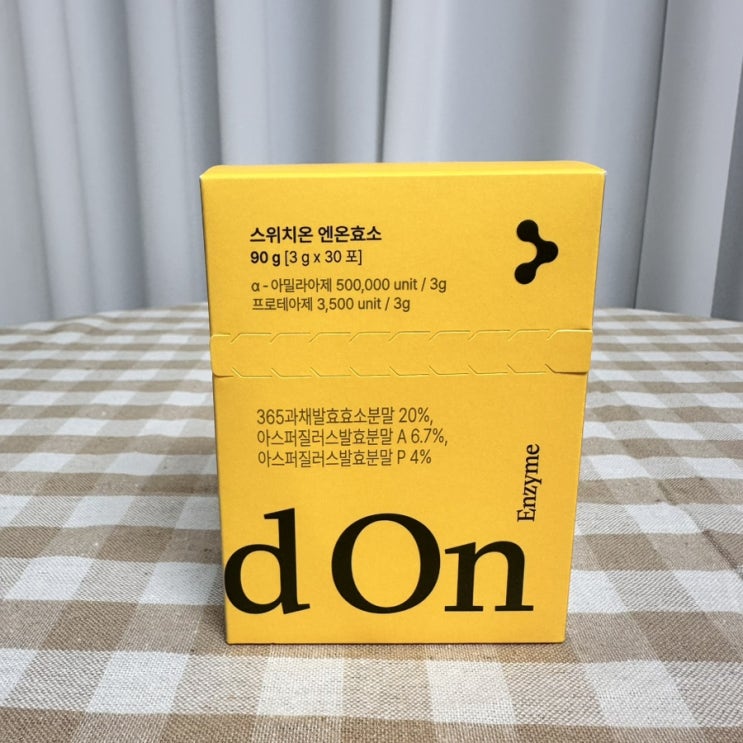 스위치온 엔온효소
90 g [3 g x 30 포]
α - 아밀라아제 500,000 unit / 3g
프로테아제 3,500 unit / 3g
365과채발효효소분말 20%,
아스퍼질러스발효분말 A 6.7%,
아스퍼질러스발효분말 P 4%
d On
Enzyme